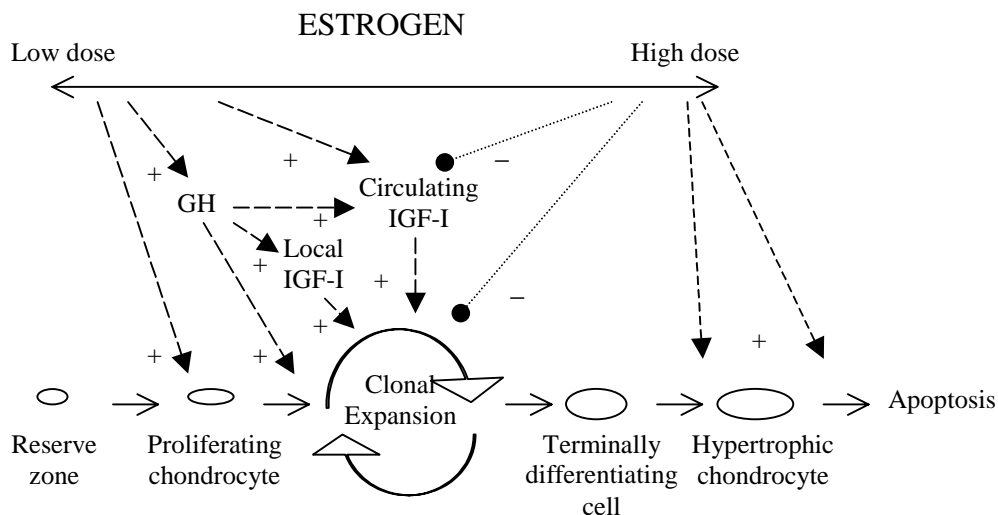 ESTROGEN
Low dose
High dose
+
+
–
Circulating
IGF-I
GH
+
Local
IGF-I
+
+
–
+
+
+
+
Clonal
Expansion
Apoptosis
Reserve
zone
Proliferating
chondrocyte
Terminally
differentiating
cell
Hypertrophic
chondrocyte